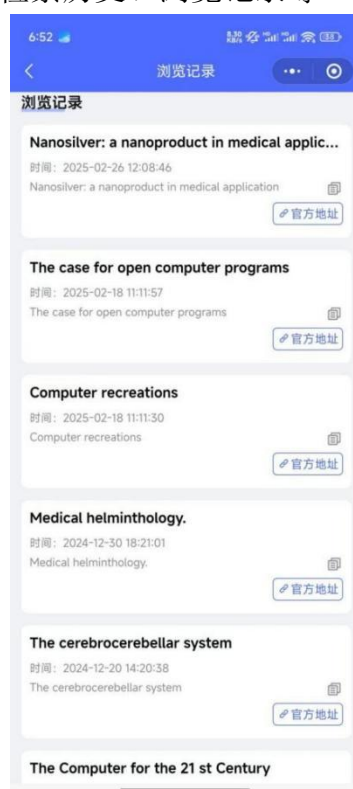 6:52
浏览记录
浏览记录
Nanosilver: a nanoproduct in medical applic...
时间: 2025-02-26 12:08:46
Nanosilver: a nanoproduct in medical application
官方地址
The case for open computer programs
时间: 2025-02-18 11:11:57
The case for open computer programs
官方地址
Computer recreations
时间: 2025-02-18 11:11:30
Computer recreations
官方地址
Medical helminthology.
时间: 2024-12-30 18:21:01
Medical helminthology.
官方地址
The cerebrocerebellar system
时间: 2024-12-20 14:20:38
The cerebrocerebellar system
官方地址
The Computer for the 21 st Century